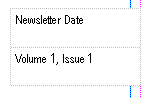 Newsletter Date
Volume 1, Issue 1